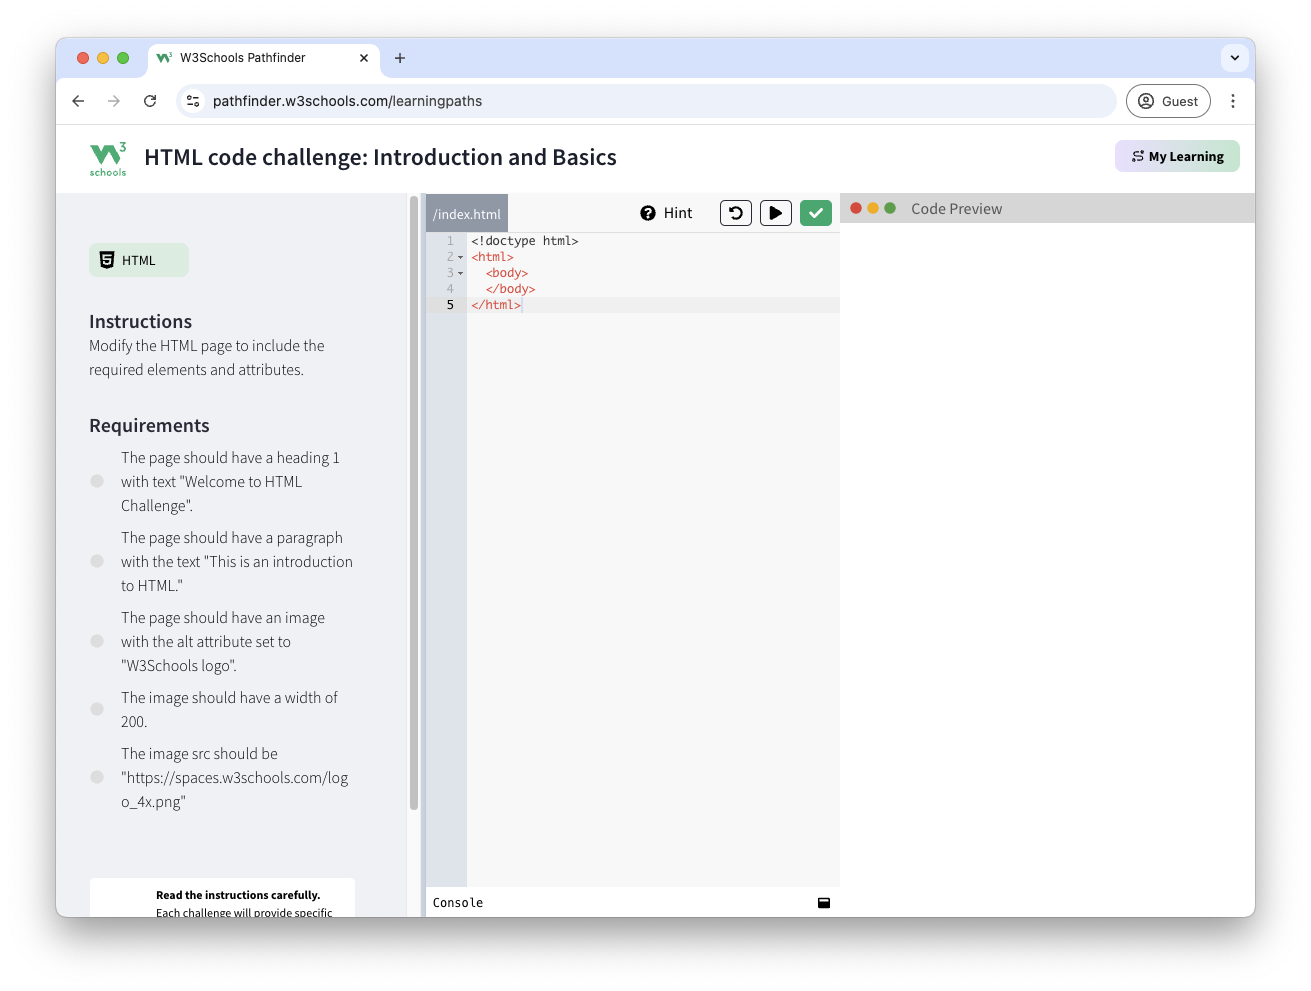 W3Schools Pathfinder
pathfinder.w3schools.com/learningpaths
Guest
3
schools
HTML code challenge: Introduction and Basics
My Learning
HTML
Instructions
Modify the HTML page to include the
required elements and attributes.
Requirements
The page should have a heading 1
with text "Welcome to HTML
Challenge".
The page should have a paragraph
with the text "This is an introduction
to HTML."
The page should have an image
with the alt attribute set to
"W3Schools logo".
The image should have a width of
200.
The image src should be
"https://spaces.w3schools.com/log
o_4x.png"
Read the instructions carefully.
Each challenge will provide specific
/index.html
Hint
1 <!doctype html>
2 <html>
3 <body>
4 </body>
5 </html>
Console
Code Preview